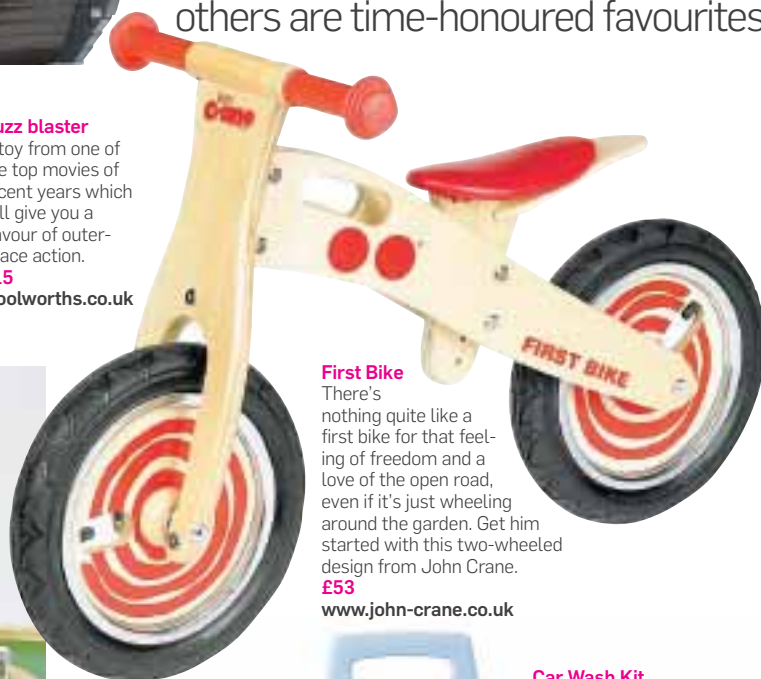 others are time-honoured favourites
uzz blaster
toy from one of
e top movies of
cent years which
ll give you a
vour of outer-
ace action.
15
oolworths.co.uk
Crane
FIRST BIKE
First Bike
There's
nothing quite like a
first bike for that feel-
ing of freedom and a
love of the open road,
even if it's just wheeling
around the garden. Get him
started with this two-wheeled
design from John Crane.
£53
www.john-crane.co.uk
Car Wash Kit